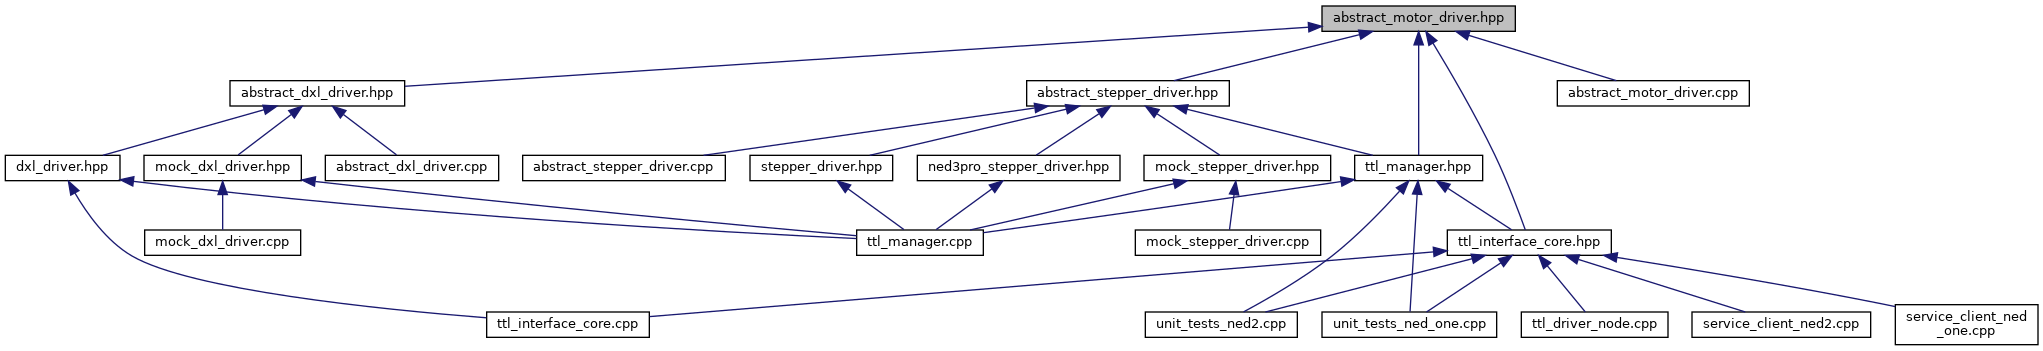 abstract_motor_driver.hpp
abstract_dxl_driver.hpp
abstract_stepper_driver.hpp
abstract_motor_driver.cpp
dxl_driver.hpp
mock_dxl_driver.hpp
abstract_dxl_driver.cpp
abstract_stepper_driver.cpp
stepper_driver.hpp
ned3pro_stepper_driver.hpp
mock_stepper_driver.hpp
ttl_manager.hpp
mock_dxl_driver.cpp
ttl_manager.cpp
mock_stepper_driver.cpp
ttl_interface_core.hpp
ttl_interface_core.cpp
unit_tests_ned2.cpp
unit_tests_ned_one.cpp
ttl_driver_node.cpp
service_client_ned2.cpp
service_client_ned
_one.cpp